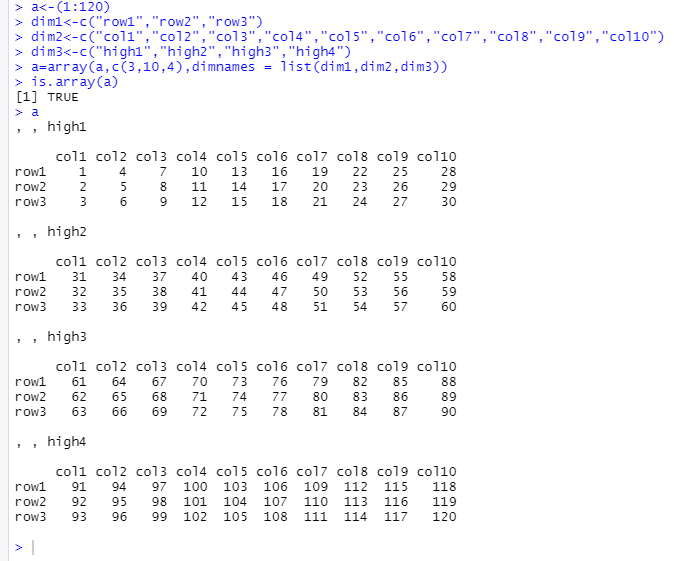 > a<-(1:120)
> dim1<-c("row1","row2","row3")
> dim2<-c("col1","col2","col3","col4","col5","col6","col7","col8","col9","col10")
> dim3<-c("high1","high2","high3","high4")
> a=array(a,c(3,10,4),dimnames = list(dim1,dim2,dim3))
> is.array(a)
[1] TRUE
> a
, , high1
     col1 col2 col3 col4 col5 col6 col7 col8 col9 col10
row1    1    4    7   10   13   16   19   22   25    28
row2    2    5    8   11   14   17   20   23   26    29
row3    3    6    9   12   15   18   21   24   27    30
, , high2
     col1 col2 col3 col4 col5 col6 col7 col8 col9 col10
row1   31   34   37   40   43   46   49   52   55    58
row2   32   35   38   41   44   47   50   53   56    59
row3   33   36   39   42   45   48   51   54   57    60
, , high3
     col1 col2 col3 col4 col5 col6 col7 col8 col9 col10
row1   61   64   67   70   73   76   79   82   85    88
row2   62   65   68   71   74   77   80   83   86    89
row3   63   66   69   72   75   78   81   84   87    90
, , high4
     col1 col2 col3 col4 col5 col6 col7 col8 col9 col10
row1   91   94   97  100  103  106  109  112  115   118
row2   92   95   98  101  104  107  110  113  116   119
row3   93   96   99  102  105  108  111  114  117   120
>